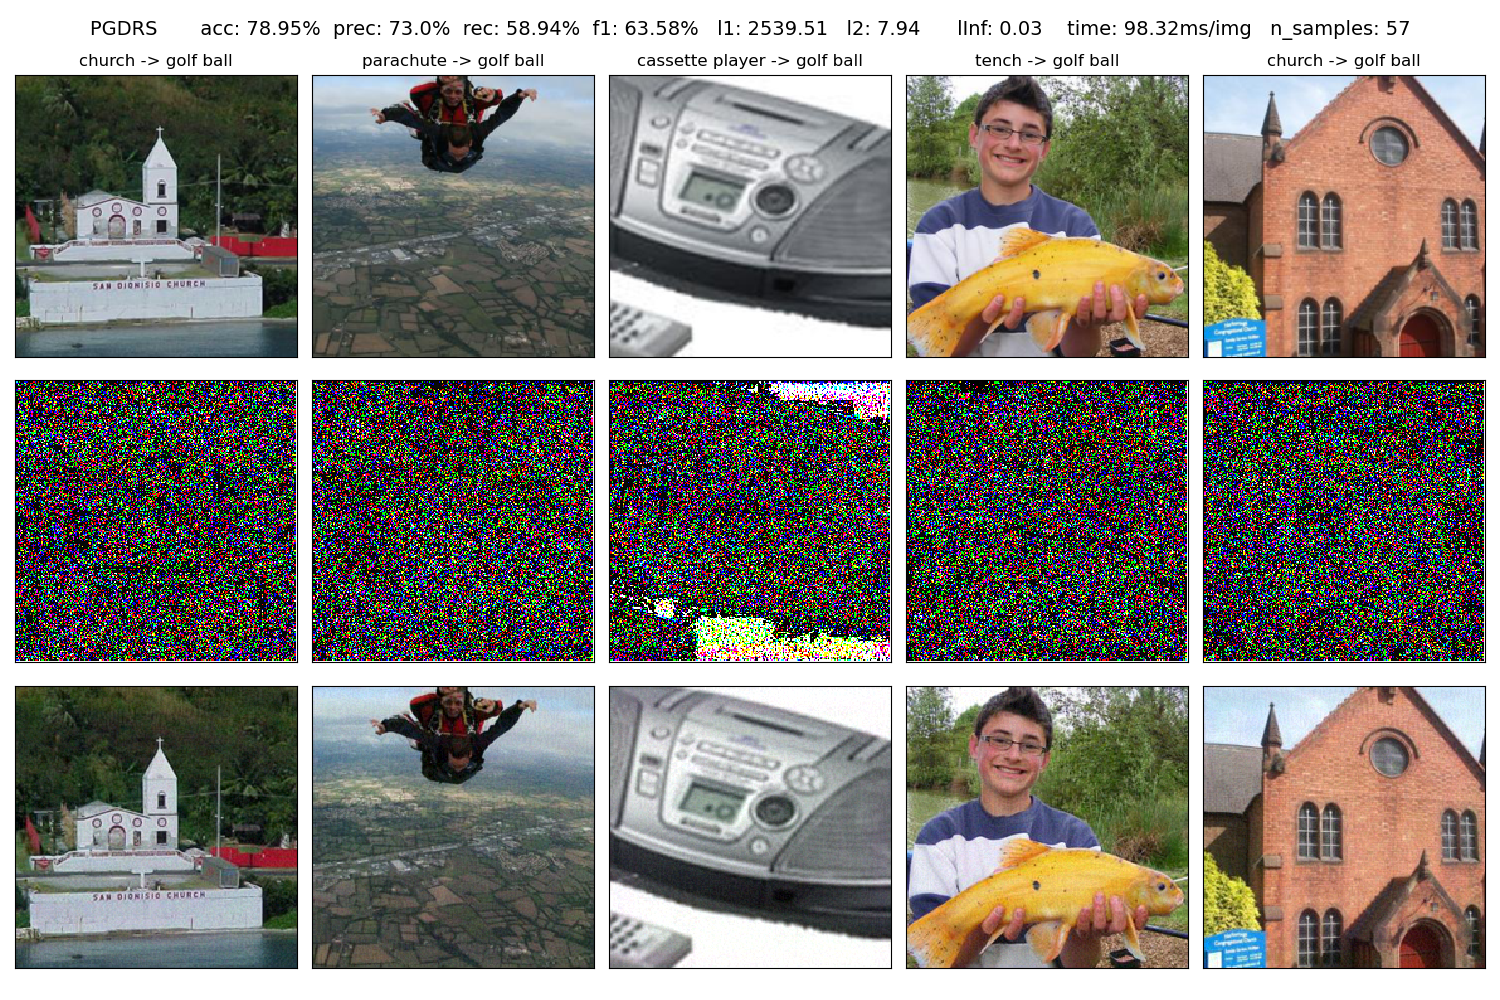 PGDRS acc: 78.95% prec: 73.0% rec: 58.94% f1: 63.58% l1: 2539.51 l2: 7.94 lInf: 0.03 time: 98.32ms/img n_samples: 57
church -> golf ball
parachute -> golf ball
cassette player -> golf ball
tench -> golf ball
church -> golf ball
SAN DIONISIO CHURCH
SAN DIONISIO CHURCH